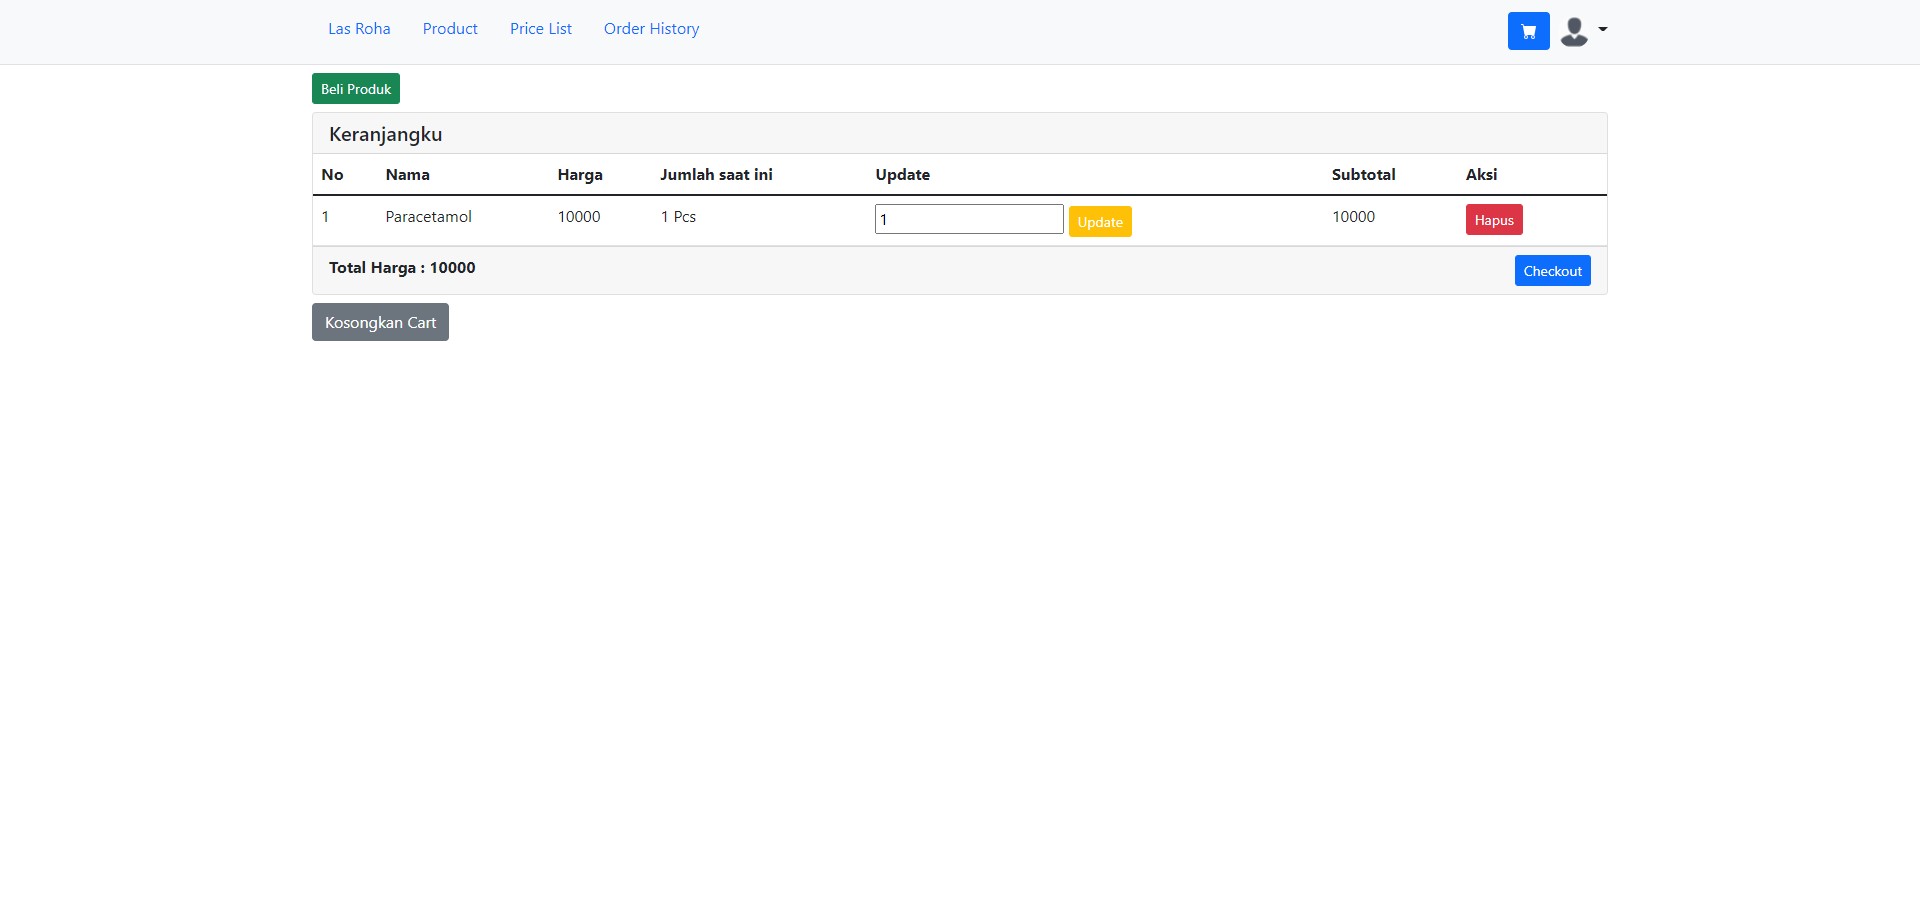 Las Roha Product Price List Order History
Beli Produk
Keranjangku
No Nama Harga Jumlah saat ini Update Subtotal Aksi
1 Paracetamol 10000 1 Pcs 1 Update 10000 Hapus
Total Harga : 10000 Checkout
Kosongkan Cart